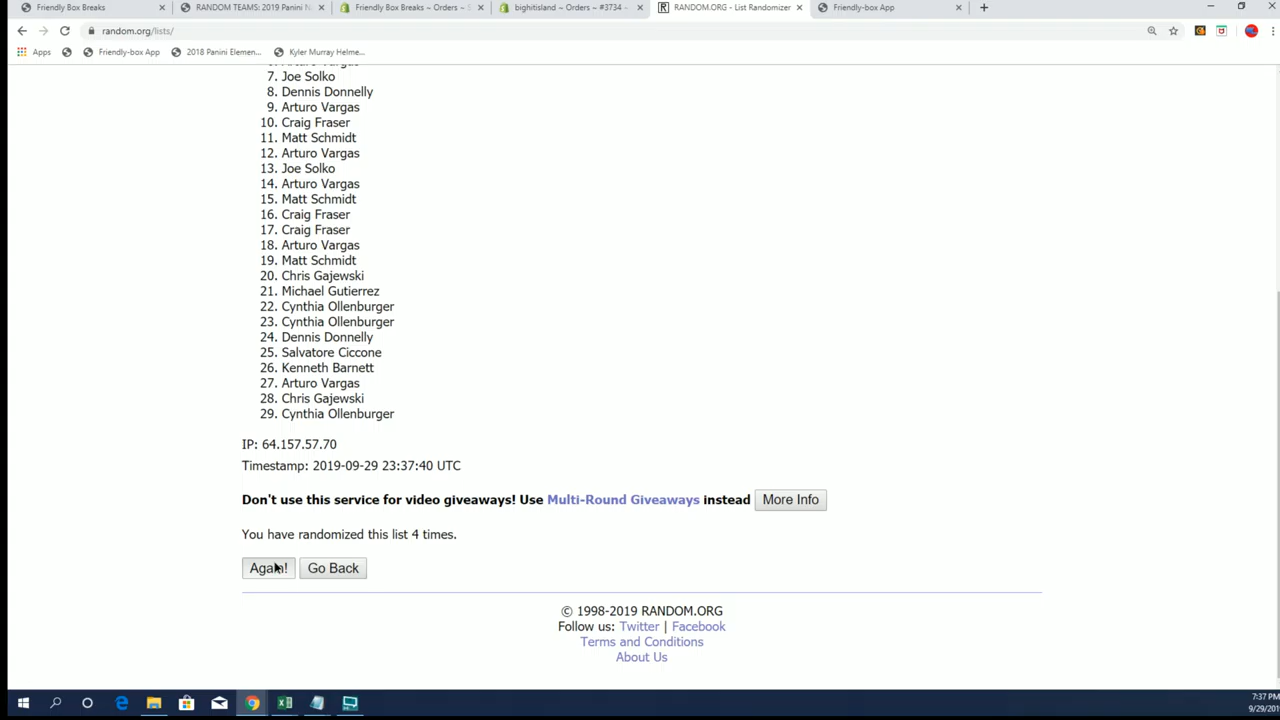 Friendly Box Breaks
RANDOM TEAMS: 2019 Panini N
Friendly Box Breaks ~ Orders ~ S
bighitisland ~ Orders ~ #3734 ~
RANDOM.ORG - List Randomizer
Friendly-box App
random.org/lists/
Apps
Friendly-box App
2018 Panini Elemen...
Kyler Murray Helme...
7. Joe Solko
8. Dennis Donnelly
9. Arturo Vargas
10. Craig Fraser
11. Matt Schmidt
12. Arturo Vargas
13. Joe Solko
14. Arturo Vargas
15. Matt Schmidt
16. Craig Fraser
17. Craig Fraser
18. Arturo Vargas
19. Matt Schmidt
20. Chris Gajewski
21. Michael Gutierrez
22. Cynthia Ollenburger
23. Cynthia Ollenburger
24. Dennis Donnelly
25. Salvatore Ciccone
26. Kenneth Barnett
27. Arturo Vargas
28. Chris Gajewski
29. Cynthia Ollenburger
IP: 64.157.57.70
Timestamp: 2019-09-29 23:37:40 UTC
Don't use this service for video giveaways! Use Multi-Round Giveaways instead More Info
You have randomized this list 4 times.
Again! Go Back
© 1998-2019 RANDOM.ORG
Follow us: Twitter | Facebook
Terms and Conditions
About Us
7:37 PM
9/29/201